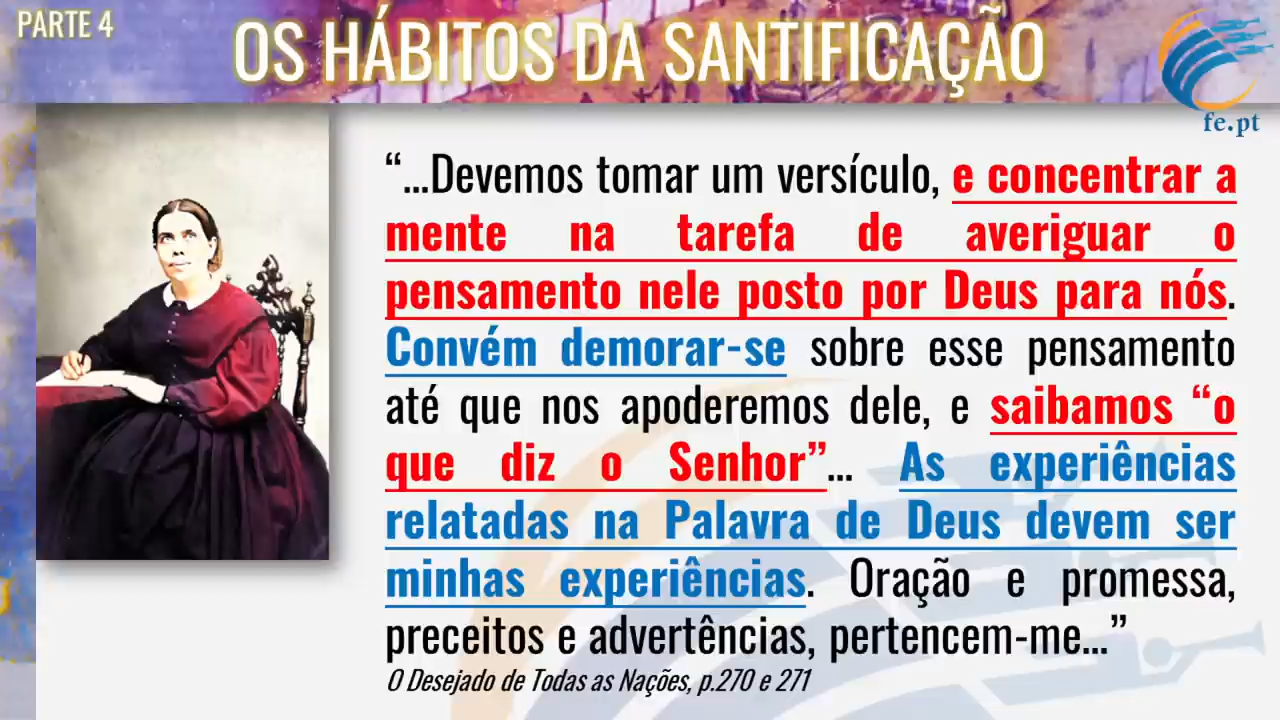 PARTE 4
OS HÁBITOS DA SANTIFICAÇÃO
fe.pt
“...Devemos tomar um versículo, e concentrar a
mente na tarefa de averiguar o
pensamento nele posto por Deus para nós.
Convém demorar-se sobre esse pensamento
até que nos apoderemos dele, e saibamos “o
que diz o Senhor”... As experiências
relatadas na Palavra de Deus devem ser
minhas experiências. Oração e promessa,
preceitos e advertências, pertencem-me...”
O Desejado de Todas as Nações, p.270 e 271